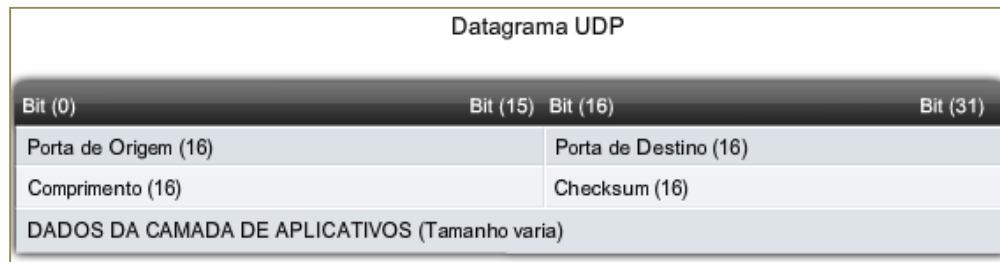 Datagrama UDP
Bit (0) Bit (15) Bit (16) Bit (31)
Porta de Origem (16) Porta de Destino (16)
Comprimento (16) Checksum (16)
DADOS DA CAMADA DE APLICATIVOS (Tamanho varia)